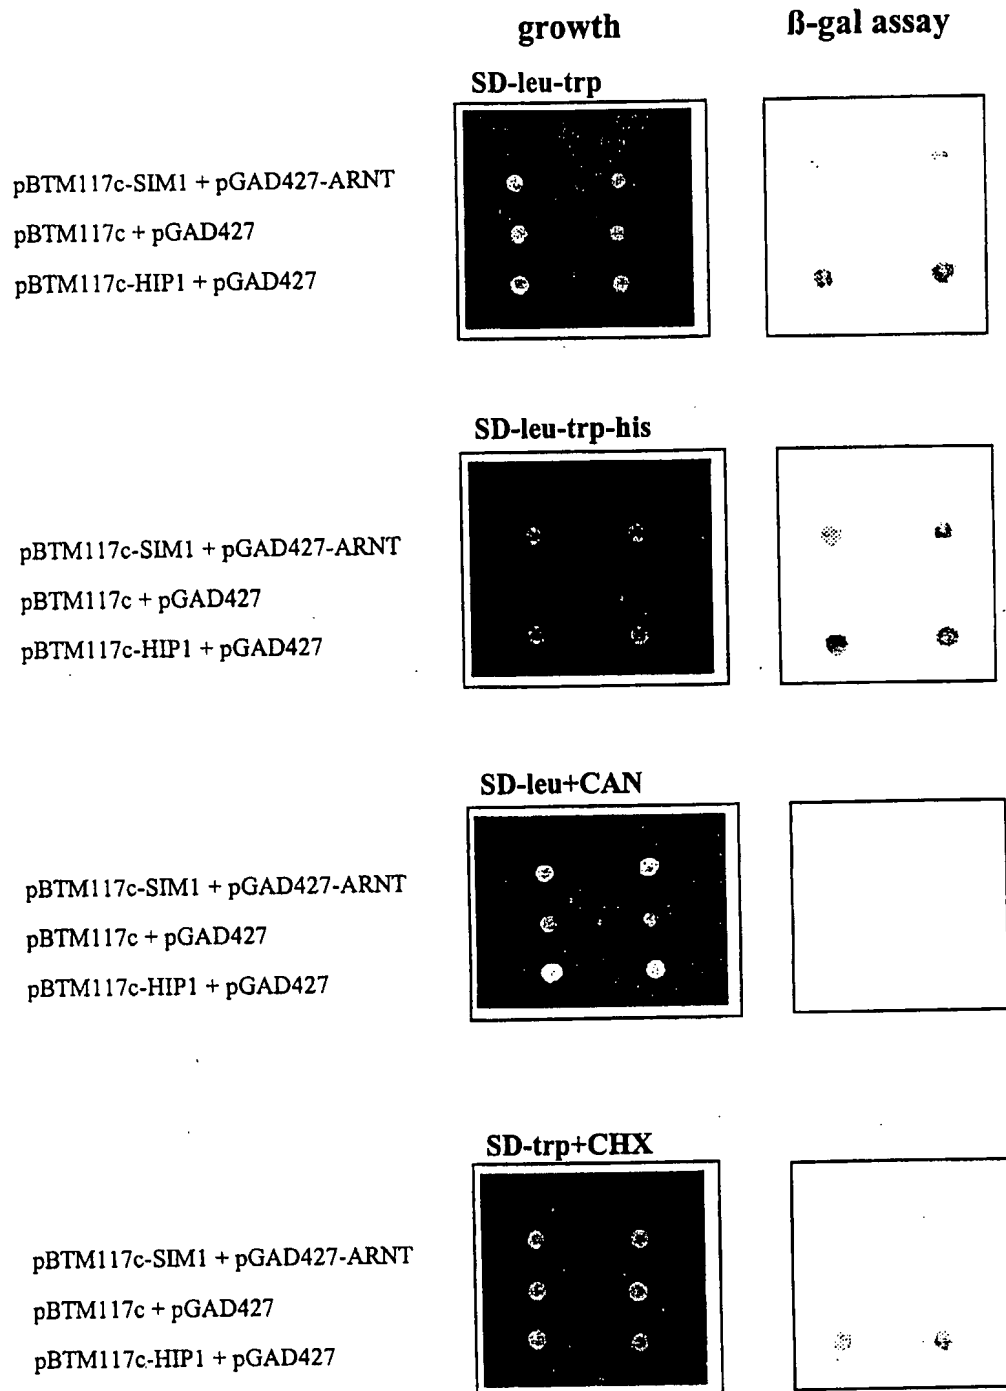 growth ß-gal assay
SD-leu-trp
pBTM117c-SIM1 + pGAD427-ARNT
pBTM117c + pGAD427
pBTM117c-HIP1 + pGAD427
SD-leu-trp-his
pBTM117c-SIM1 + pGAD427-ARNT
pBTM117c + pGAD427
pBTM117c-HIP1 + pGAD427
SD-leu+CAN
pBTM117c-SIM1 + pGAD427-ARNT
pBTM117c + pGAD427
pBTM117c-HIP1 + pGAD427
SD-trp+CHX
pBTM117c-SIM1 + pGAD427-ARNT
pBTM117c + pGAD427
pBTM117c-HIP1 + pGAD427